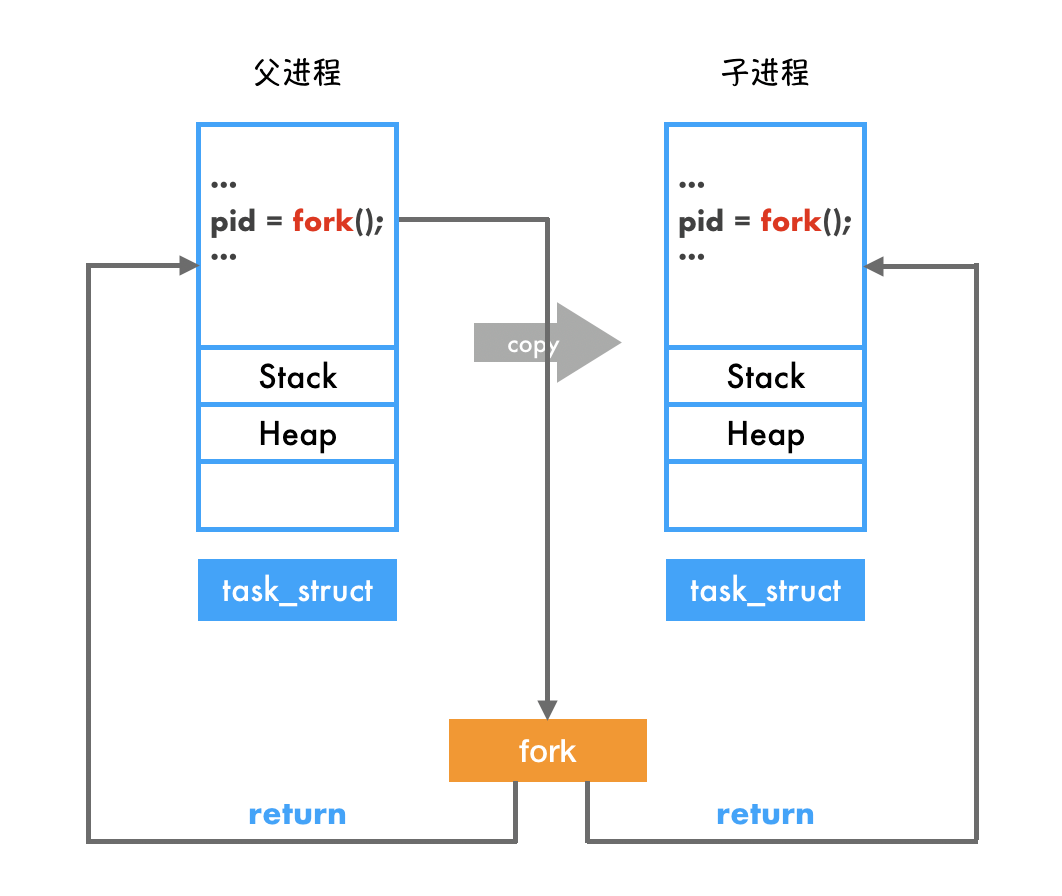 父进程
子进程
...
pid = fork();
...
...
pid = fork();
...
copy
Stack
Stack
Heap
Heap
task_struct
task_struct
fork
return
return